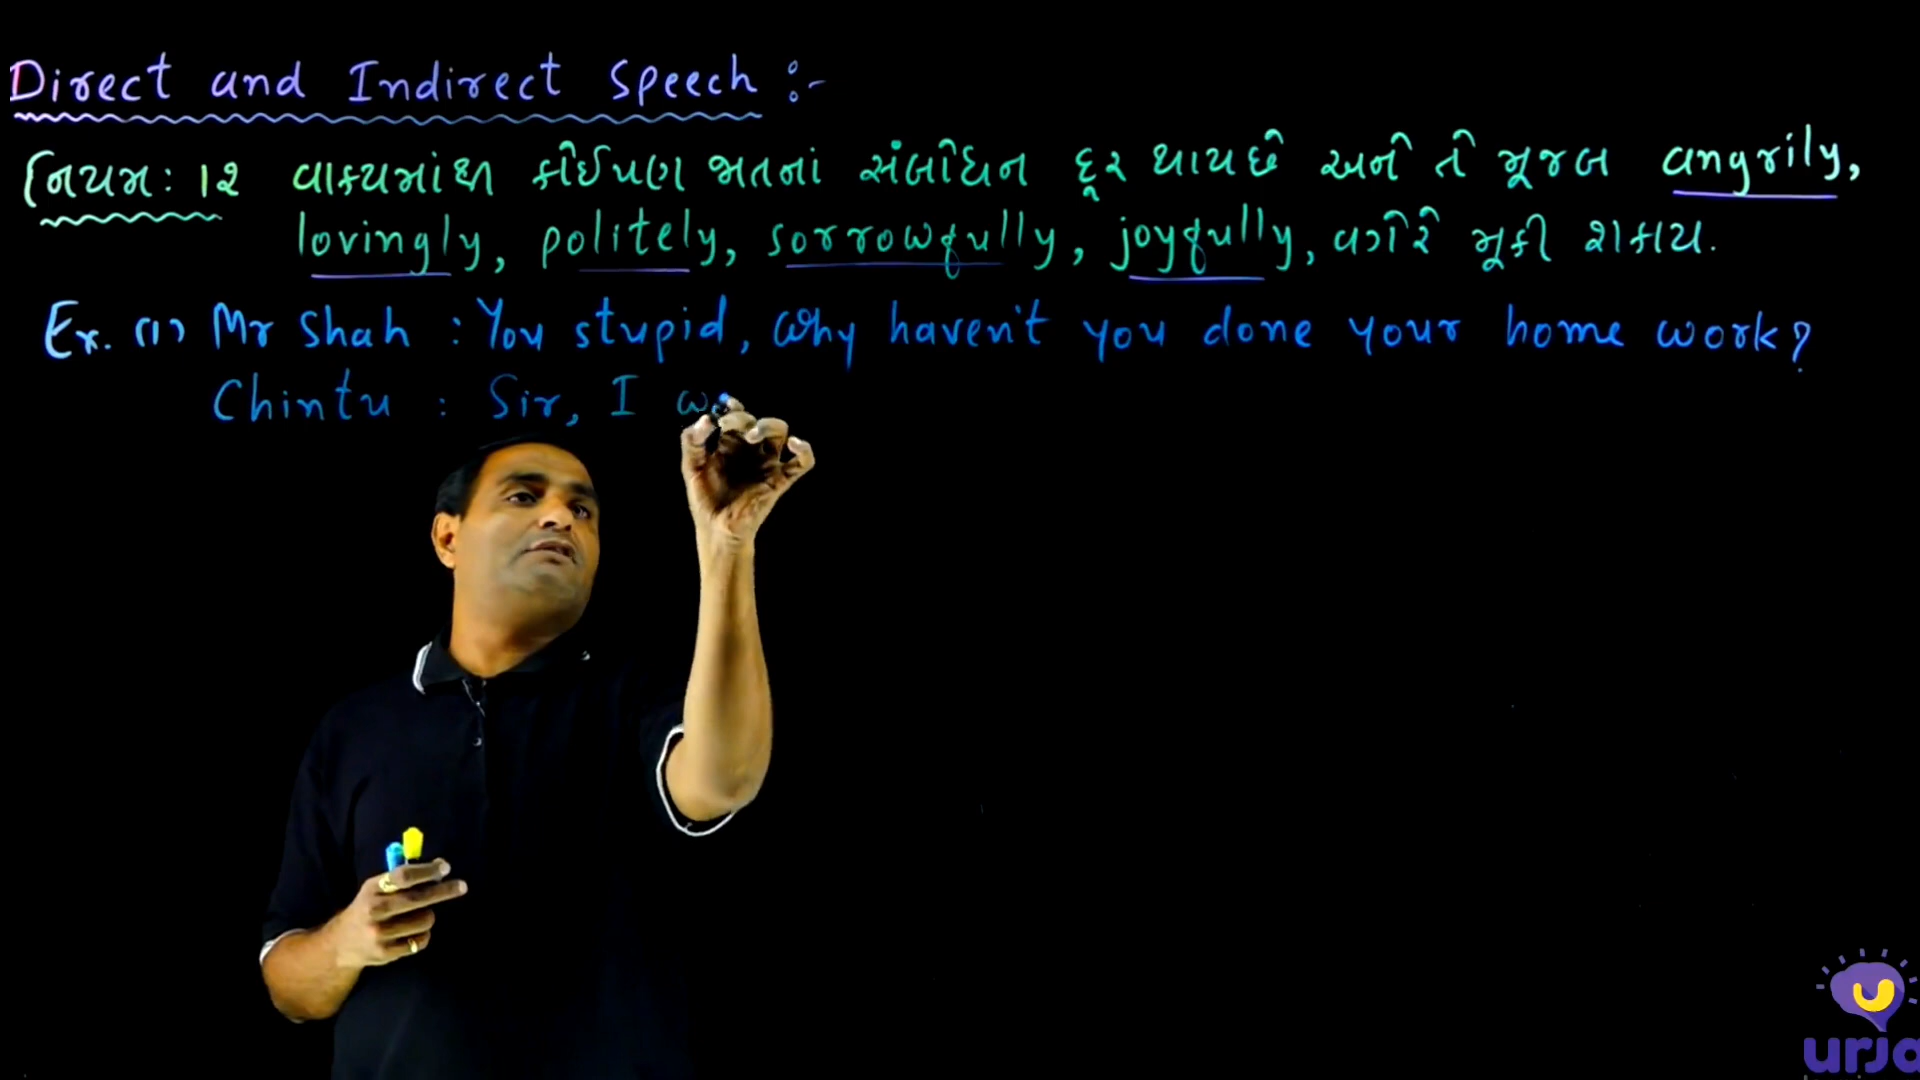 Direct and Indirect Speech :-
નિયમ: 12 વાક્યમાંથી કોઈપણ જાતનાં સંબોધન દૂર થાય છે અને તે મૂજબ angrily,
lovingly, politely, sorrowfully, joyfully, વગેરે મૂકી શકાય.
Ex. (1) Mr Shah : You stupid, why haven't you done your home work?
Chintu : Sir, I
urja